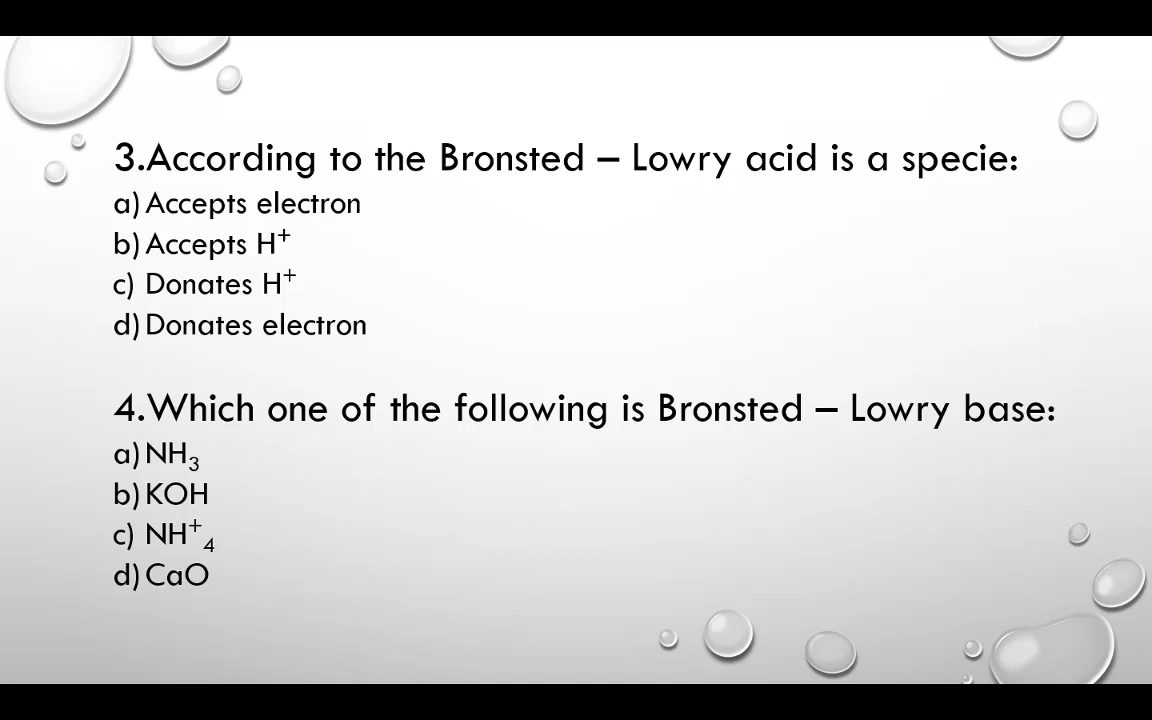 3.According to the Bronsted – Lowry acid is a specie:
a) Accepts electron
b) Accepts H⁺
c) Donates H⁺
d) Donates electron
4.Which one of the following is Bronsted – Lowry base:
a) NH₃
b) KOH
c) NH⁺₄
d) CaO